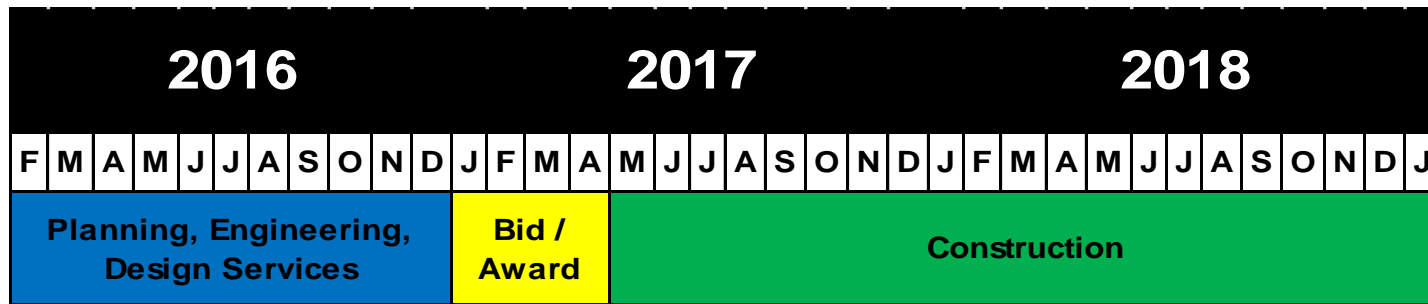 2016 2017 2018
F M A M J J A S O N D J F M A M J J A S O N D J F M A M J J A S O N D J
Planning, Engineering,
Design Services
Bid /
Award
Construction